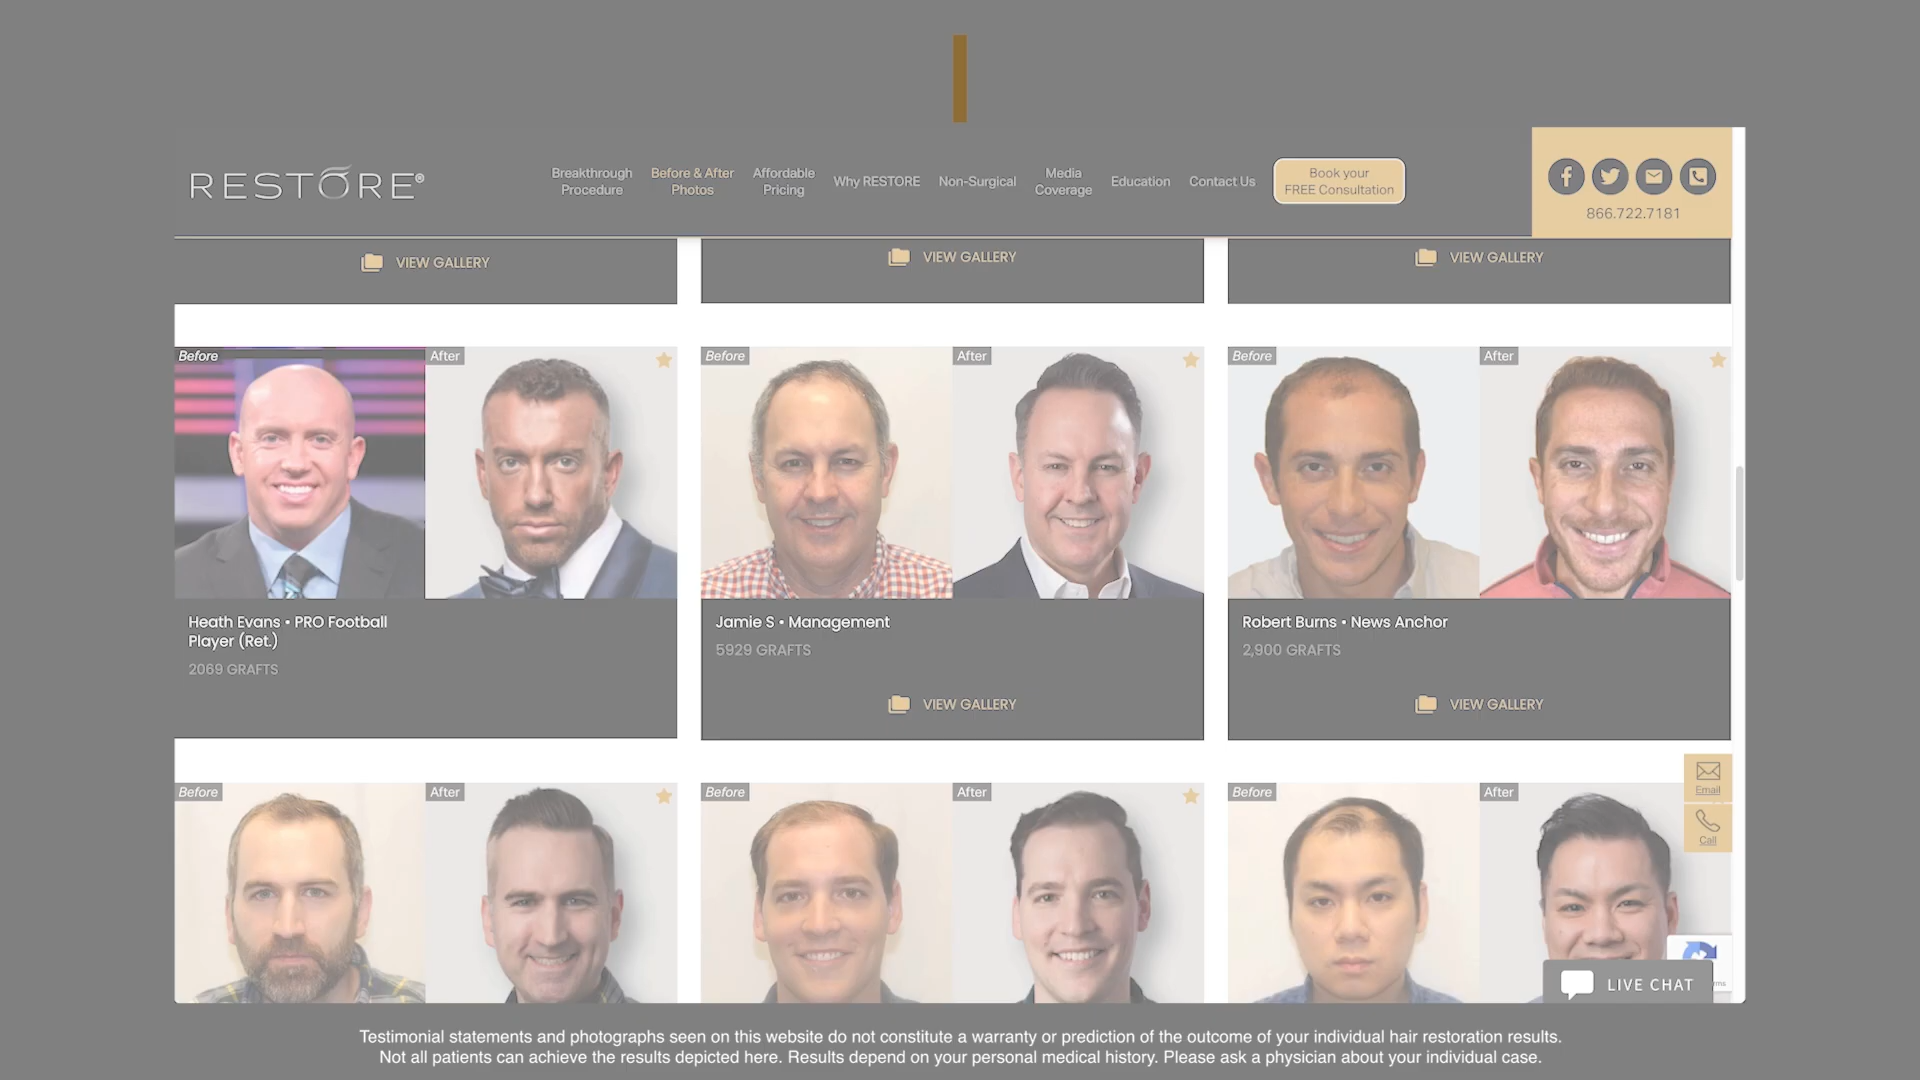 RESTORE®
Breakthrough
Procedure
Before & After
Photos
Affordable
Pricing
Why RESTORE
Non-Surgical
Media
Coverage
Education
Contact Us
Book your
FREE Consultation
866.722.7181
VIEW GALLERY
VIEW GALLERY
VIEW GALLERY
Before
After
Before
After
Before
After
Heath Evans • PRO Football
Player (Ret.)
2069 GRAFTS
Jamie S • Management
5929 GRAFTS
VIEW GALLERY
Robert Burns • News Anchor
2,900 GRAFTS
VIEW GALLERY
Before
After
Before
After
Before
After
Email
Call
LIVE CHAT
Testimonial statements and photographs seen on this website do not constitute a warranty or prediction of the outcome of your individual hair restoration results.
Not all patients can achieve the results depicted here. Results depend on your personal medical history. Please ask a physician about your individual case.